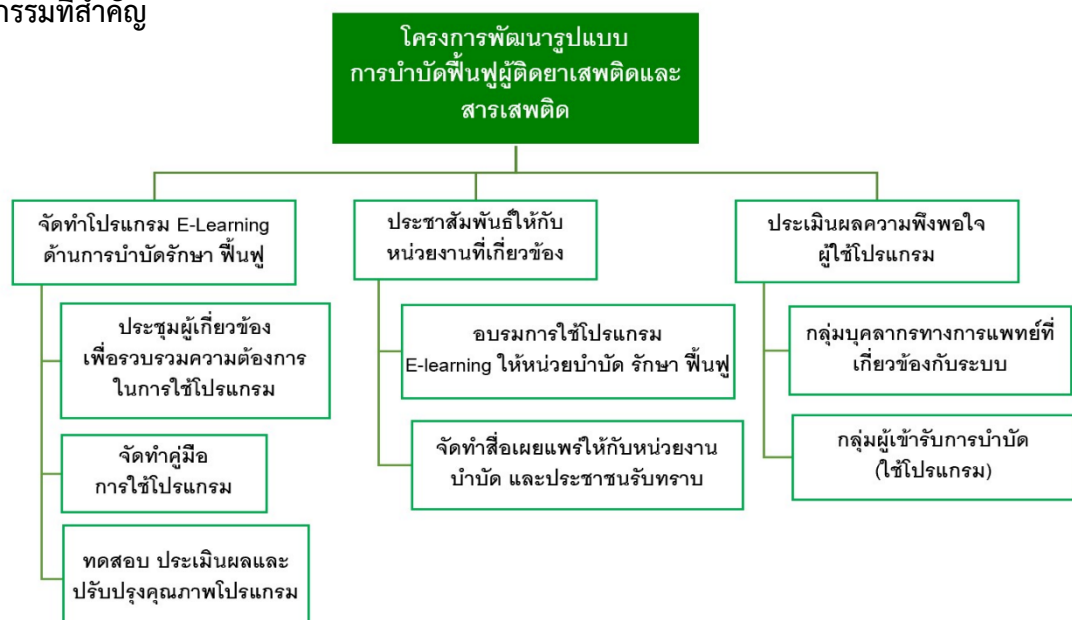 กรรมที่สำคัญ
โครงการพัฒนารูปแบบ
การบำบัดฟื้นฟูผู้ติดยาเสพติดและ
สารเสพติด
จัดทำโปรแกรม E-Learning
ด้านการบำบัดรักษา ฟื้นฟู
ประชุมผู้เกี่ยวข้อง
เพื่อรวบรวมความต้องการ
ในการใช้โปรแกรม
จัดทำคู่มือ
การใช้โปรแกรม
ทดสอบ ประเมินผลและ
ปรับปรุงคุณภาพโปรแกรม
ประชาสัมพันธ์ให้กับ
หน่วยงานที่เกี่ยวข้อง
อบรมการใช้โปรแกรม
E-learning ให้หน่วยบำบัด รักษา ฟื้นฟู
จัดทำสื่อเผยแพร่ให้กับหน่วยงาน
บำบัด และประชาชนรับทราบ
ประเมินผลความพึงพอใจ
ผู้ใช้โปรแกรม
กลุ่มบุคลากรทางการแพทย์ที่
เกี่ยวข้องกับระบบ
กลุ่มผู้เข้ารับการบำบัด
(ใช้โปรแกรม)